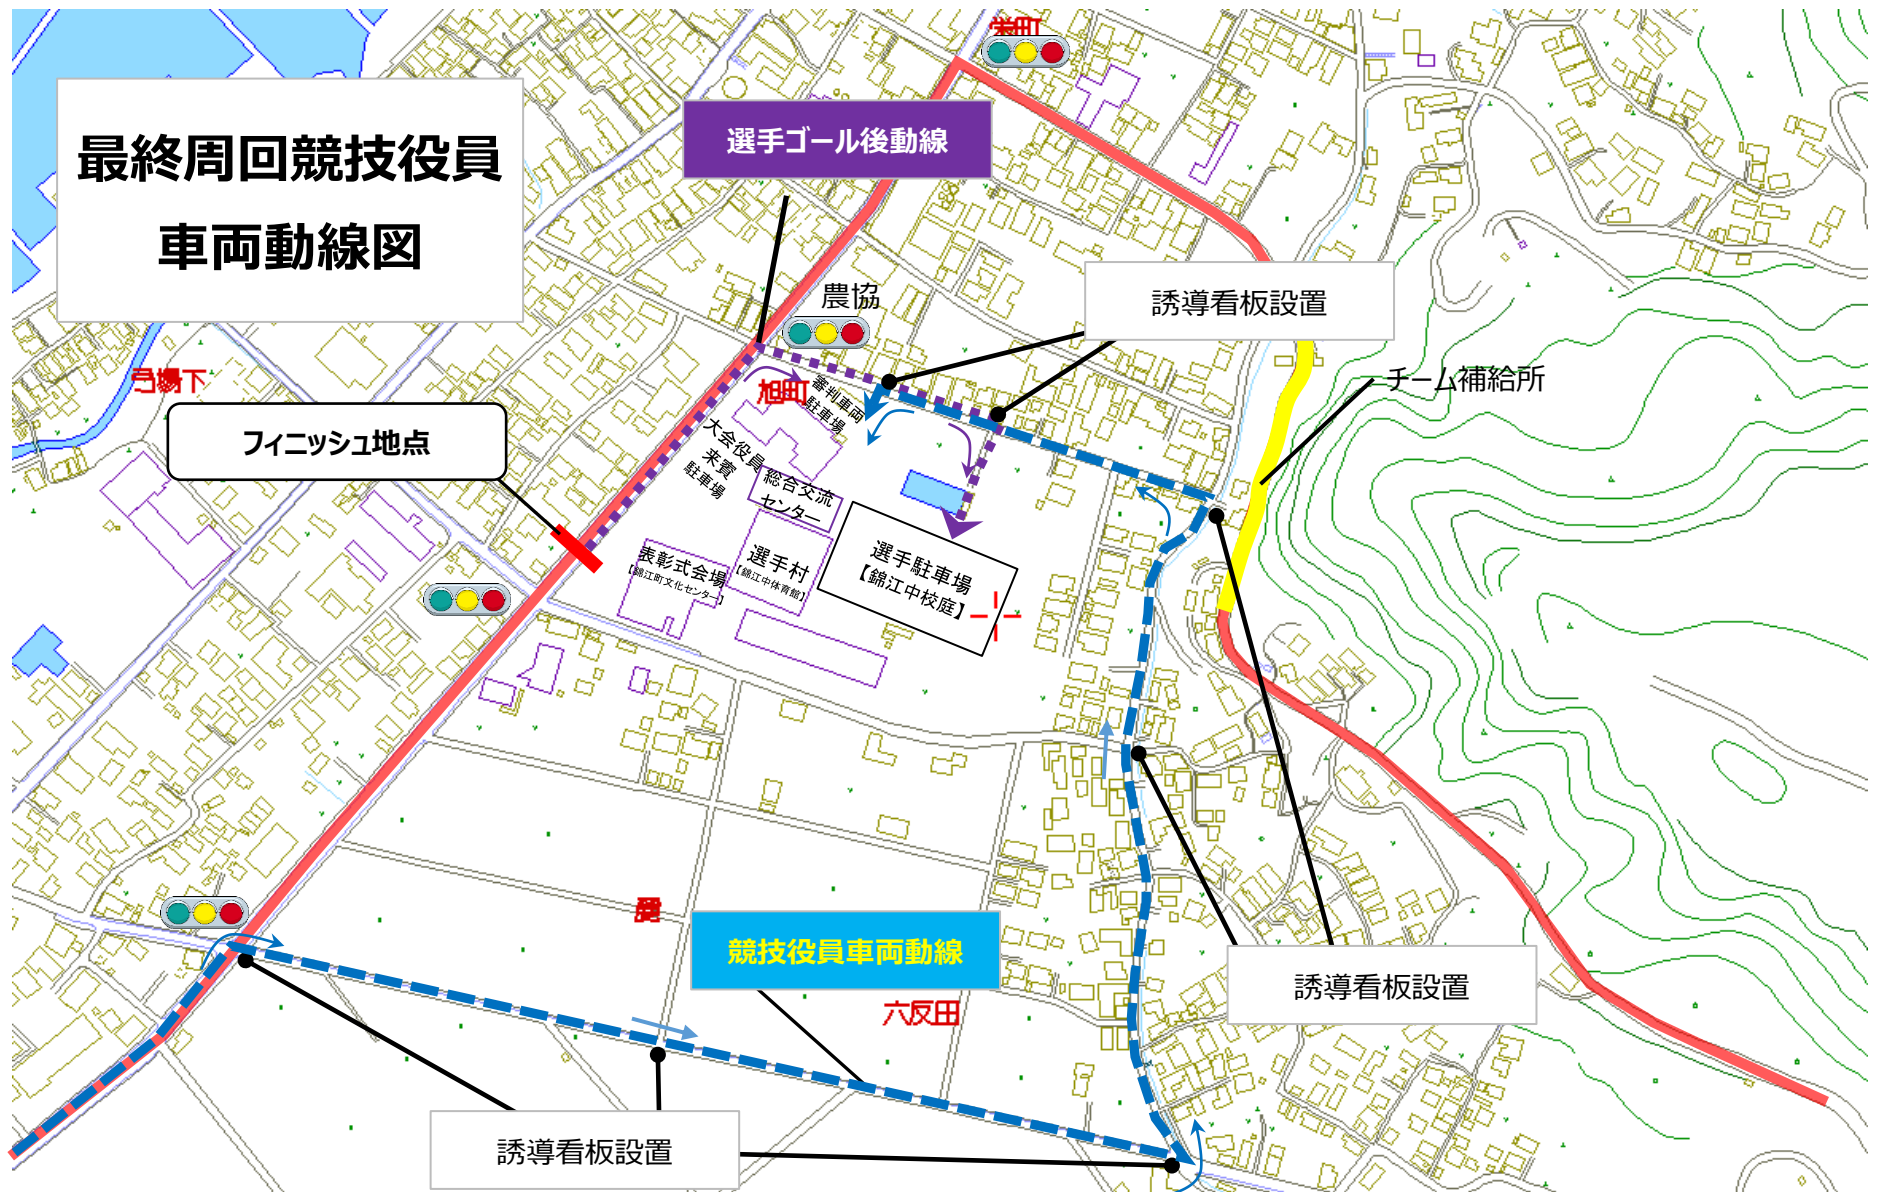 栄町
最終周回競技役員
車両動線図
選手ゴール後動線
誘導看板設置
農協
弓場下
旭町
審判車両
駐車場
チーム補給所
フィニッシュ地点
大会役員
来賓
駐車場
総合交流
センター
選手村
【錦江中体育館】
表彰式会場
【錦江町文化センター】
選手駐車場
【錦江中校庭】
競技役員車両動線
六反田
誘導看板設置
誘導看板設置